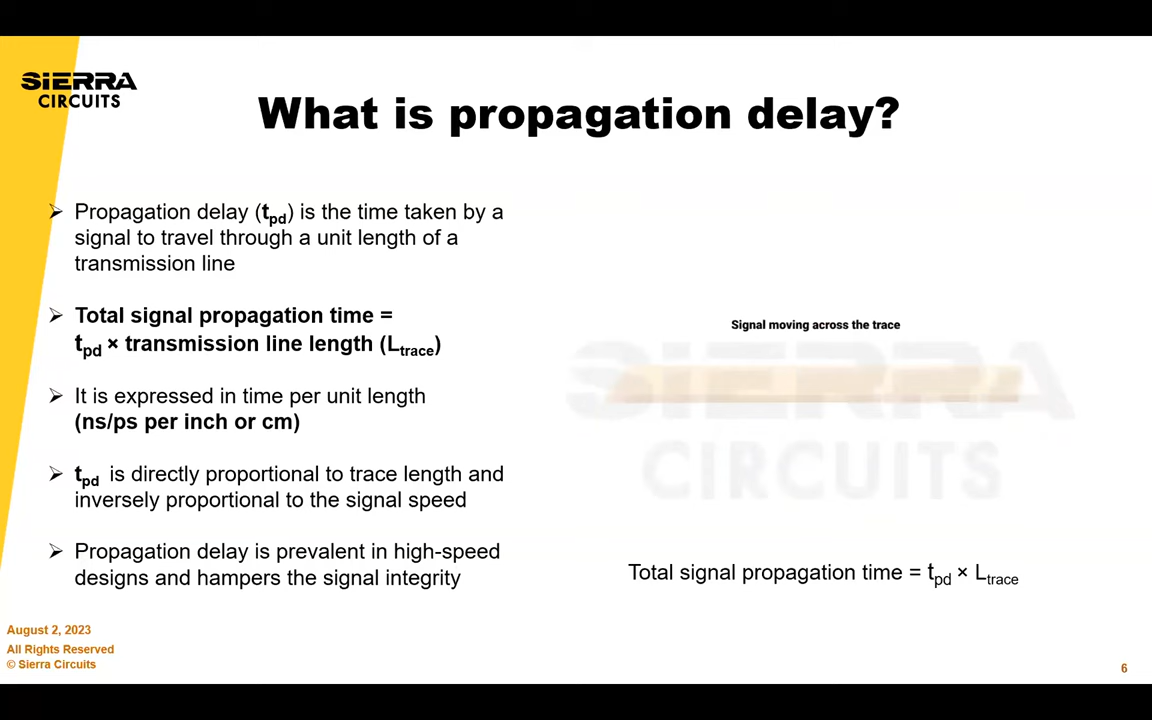 SIERRA
CIRCUITS
What is propagation delay?
➢ Propagation delay (tpd) is the time taken by a
signal to travel through a unit length of a
transmission line
➢ Total signal propagation time =
tpd × transmission line length (Ltrace)
➢ It is expressed in time per unit length
(ns/ps per inch or cm)
➢ tpd is directly proportional to trace length and
inversely proportional to the signal speed
➢ Propagation delay is prevalent in high-speed
designs and hampers the signal integrity
Signal moving across the trace
SIERRA
CIRCUITS
Total signal propagation time = tpd × Ltrace
August 2, 2023
All Rights Reserved
© Sierra Circuits
6